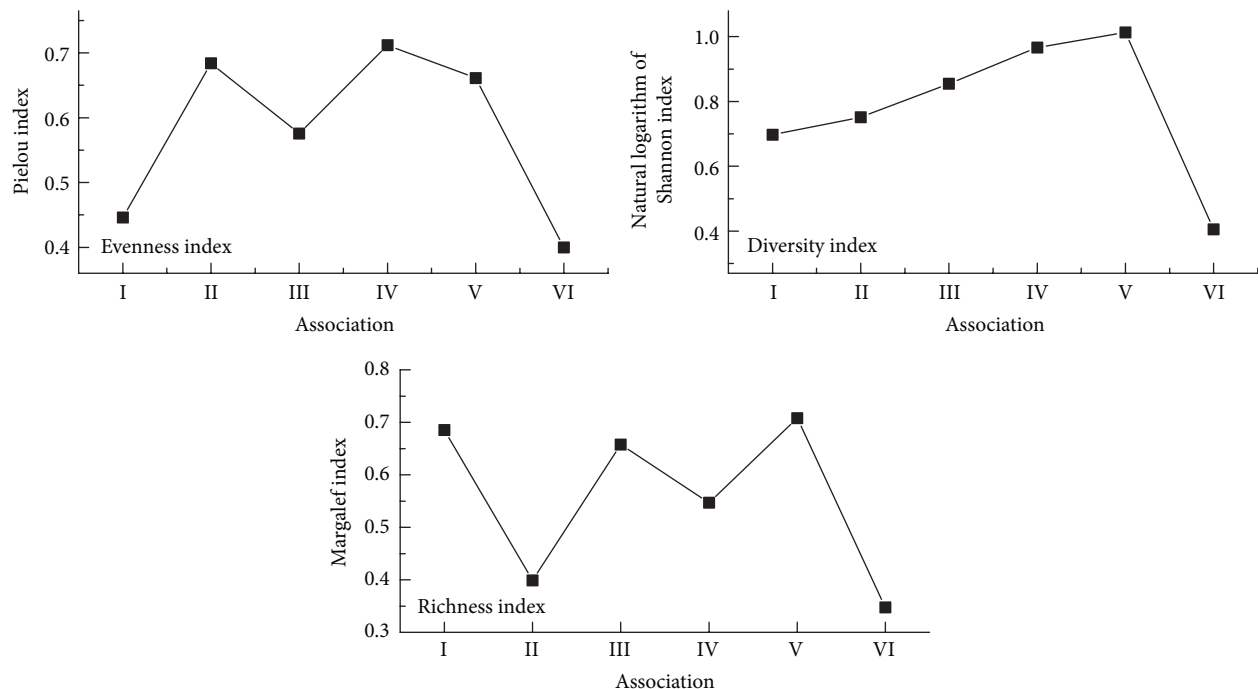 0.7
0.6
0.5
0.4
Pielou index
Evenness index
I II III IV V VI
Association
1.0
0.8
0.6
0.4
Natural logarithm of
Shannon index
Diversity index
I II III IV V VI
Association
0.8
0.7
0.6
0.5
0.4
0.3
Margalef index
Richness index
I II III IV V VI
Association